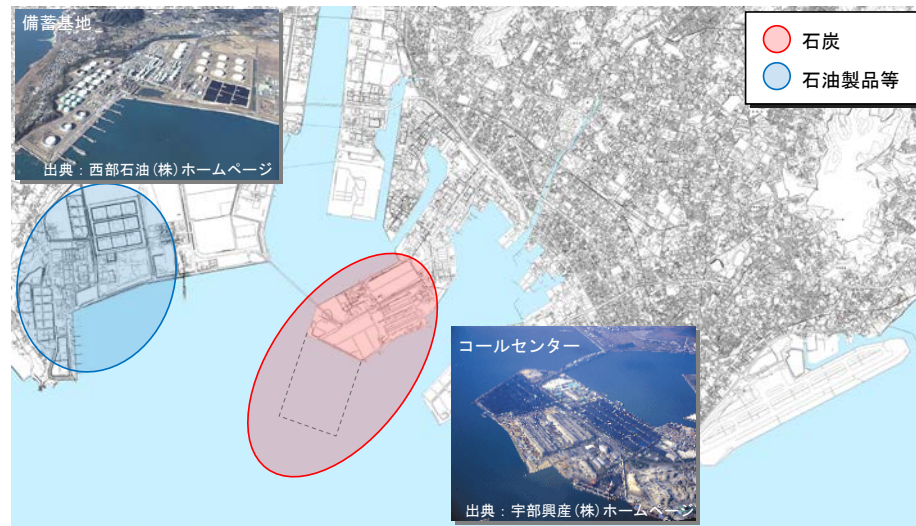 備蓄基地
出典：西部石油(株)ホームページ
石炭
石油製品等
コールセンター
出典：宇部興産(株)ホームページ